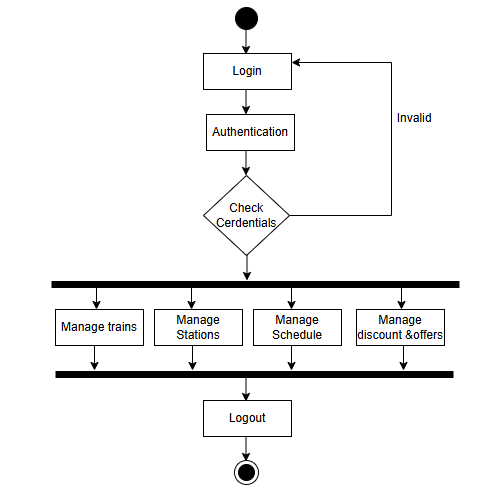 Login
Invalid
Authentication
Check
Cerdentials
Manage trains
Manage
Stations
Manage
Schedule
Manage
discount &offers
Logout